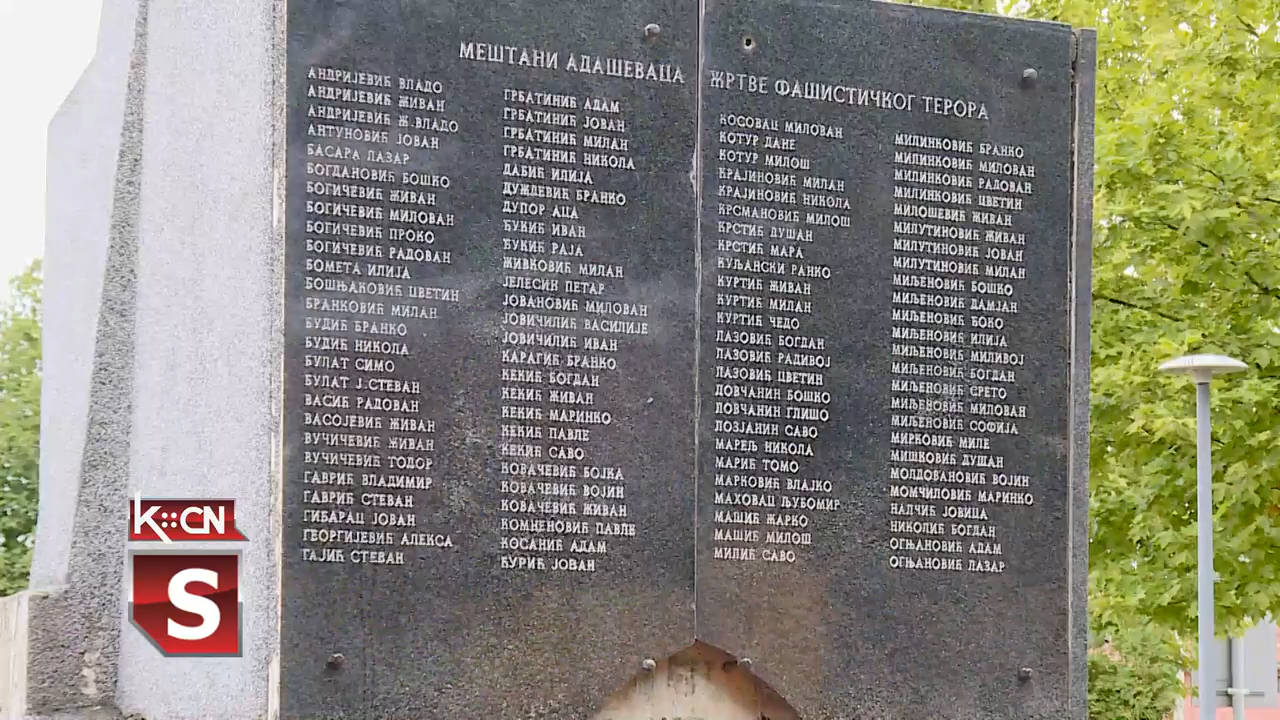 МЕШТАНИ АДАШЕВАЦА ЖРТВЕ ФАШИСТИЧКОГ ТЕРОРА
АНДРИЈЕВИЋ ВЛАДО
АНДРИЈЕВИЋ ЖИВАН
АНДРИЈЕВИЋ Ж.ВЛАДО
АНТУНОВИЋ ЈОВАН
БАСАРА ЛАЗАР
БОГДАНОВИЋ БОШКО
БОГИЧЕВИЋ ЖИВАН
БОГИЧЕВИЋ МИЛОВАН
БОГИЧЕВИЋ ПРОКО
БОГИЧЕВИЋ РАДОВАН
БОМЕТА ИЛИЈА
БОШЊАКОВИЋ ЦВЕТИН
БРАНКОВИЋ МИЛАН
БУДИЋ БРАНКО
БУДИЋ НИКОЛА
БУЛАТ СИМО
БУЛАТ Ј.СТЕВАН
ВАСИЋ РАДОВАН
ВАСОЈЕВИЋ ЖИВАН
ВУЧИЧЕВИЋ ЖИВАН
ВУЧИЧЕВИЋ ТОДОР
ГАВРИЋ ВЛАДИМИР
ГАВРИЋ СТЕВАН
ГИБАРАЦ ЈОВАН
ГЕОРГИЈЕВИЋ АЛЕКСА
ГАЈИЋ СТЕВАН
ГРБАТИНИЋ АДАМ
ГРБАТИНИЋ ЈОВАН
ГРБАТИНИЋ МИЛАН
ГРБАТИНИЋ НИКОЛА
ДАБИЋ ИЛИЈА
ДУЖДЕВИЋ БРАНКО
ДУПОР АЦА
ЂУКИЋ ИВАН
ЂУКИЋ РАЈА
ЖИВКОВИЋ МИЛАН
ЈЕЛЕСИН ПЕТАР
ЈОВАНОВИЋ МИЛОВАН
ЈОВИЧИЛИЋ ВАСИЛИЈЕ
ЈОВИЧИЛИЋ ИВАН
КАРАГИЋ БРАНКО
КЕКИЋ БОГДАН
КЕКИЋ ЖИВАН
КЕКИЋ МАРИНКО
КЕКИЋ ПАВЛЕ
КЕКИЋ САВО
КОВАЧЕВИЋ БОЈКА
КОВАЧЕВИЋ ВОЈИН
КОВАЧЕВИЋ ЖИВАН
КОМЦЕНОВИЋ ПАВЛЕ
КОСАНИЋ АДАМ
ЂУРИЋ ЈОВАН
КОСОВАЦ МИЛОВАН
КОТУР ДАНЕ
КОТУР МИЛОШ
КРАЈИНОВИЋ МИЛАН
КРАЈИНОВИЋ НИКОЛА
КРСМАНОВИЋ МИЛОШ
КРСТИЋ ДУШАН
КРСТИЋ МАРА
КУЉАНСКИ РАНКО
КУРТИЋ ЖИВАН
КУРТИЋ МИЛАН
КУРТИЋ ЧЕДО
ЛАЗОВИЋ БОГДАН
ЛАЗОВИЋ РАДИВОЈ
ЛАЗОВИЋ ЦВЕТИН
ЛОВЧАНИН БОШКО
ЛОВЧАНИН ГЛИШО
ЛОЗЈАНИН САВО
МАРЕЉ НИКОЛА
МАРИЋ ТОМО
МАРКОВИЋ ВЛАЈКО
МАХОВАЦ ЉУБОМИР
МАШИЋ ЖАРКО
МАШИЋ МИЛОШ
МИЛИЋ САВО
МИЛИНКОВИЋ БРАНКО
МИЛИНКОВИЋ МИЛОВАН
МИЛИНКОВИЋ РАДОВАН
МИЛИНКОВИЋ ЦВЕТИН
МИЛОШЕВИЋ ЖИВАН
МИЛУТИНОВИЋ ЖИВАН
МИЛУТИНОВИЋ ЈОВАН
МИЛУТИНОВИЋ МИЛАН
МИЉЕНОВИЋ БОШКО
МИЉЕНОВИЋ ДАМЈАН
МИЉЕНОВИЋ БОКО
МИЉЕНОВИЋ ИЛИЈА
МИЉЕНОВИЋ МИЛИВОЈ
МИЉЕНОВИЋ БОГДАН
МИЉЕНОВИЋ СРЕТО
МИЉЕНОВИЋ МИЛОВАН
МИЉЕНОВИЋ СОФИЈА
МИРКОВИЋ МИЛЕ
МИШКОВИЋ ДУШАН
МОЛДОВАНОВИЋ ВОЈИН
МОМЧИЛОВИЋ МАРИНКО
НАЛЧИЋ ЈОВИЦА
НИКОЛИЋ БОГДАН
ОГЊАНОВИЋ АДАМ
ОГЊАНОВИЋ ЛАЗАР
K::CN
S